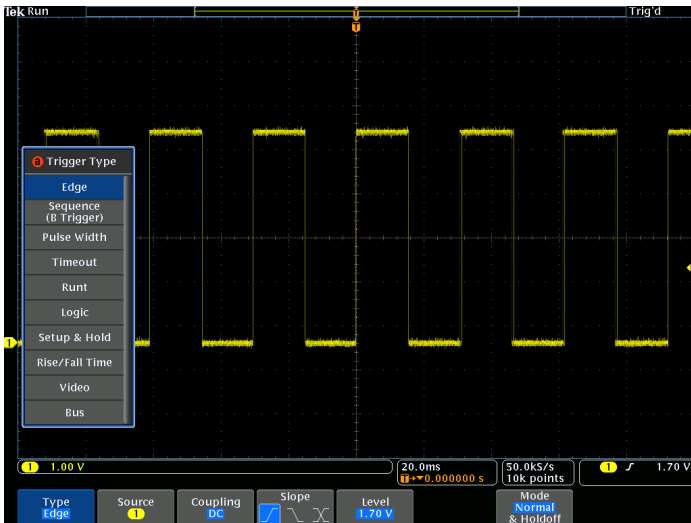 Tek Run
Trig'd
T
T
a Trigger Type
Edge
Sequence
(B Trigger)
Pulse Width
Timeout
Runt
Logic
Setup & Hold
Rise/Fall Time
Video
Bus
1
1 1.00 V
20.0ms
T→▼0.000000 s
50.0kS/s
10k points
1 1.70 V
Type
Edge
Source
1
Coupling
DC
Slope
Level
1.70 V
Mode
Normal
& Holdoff